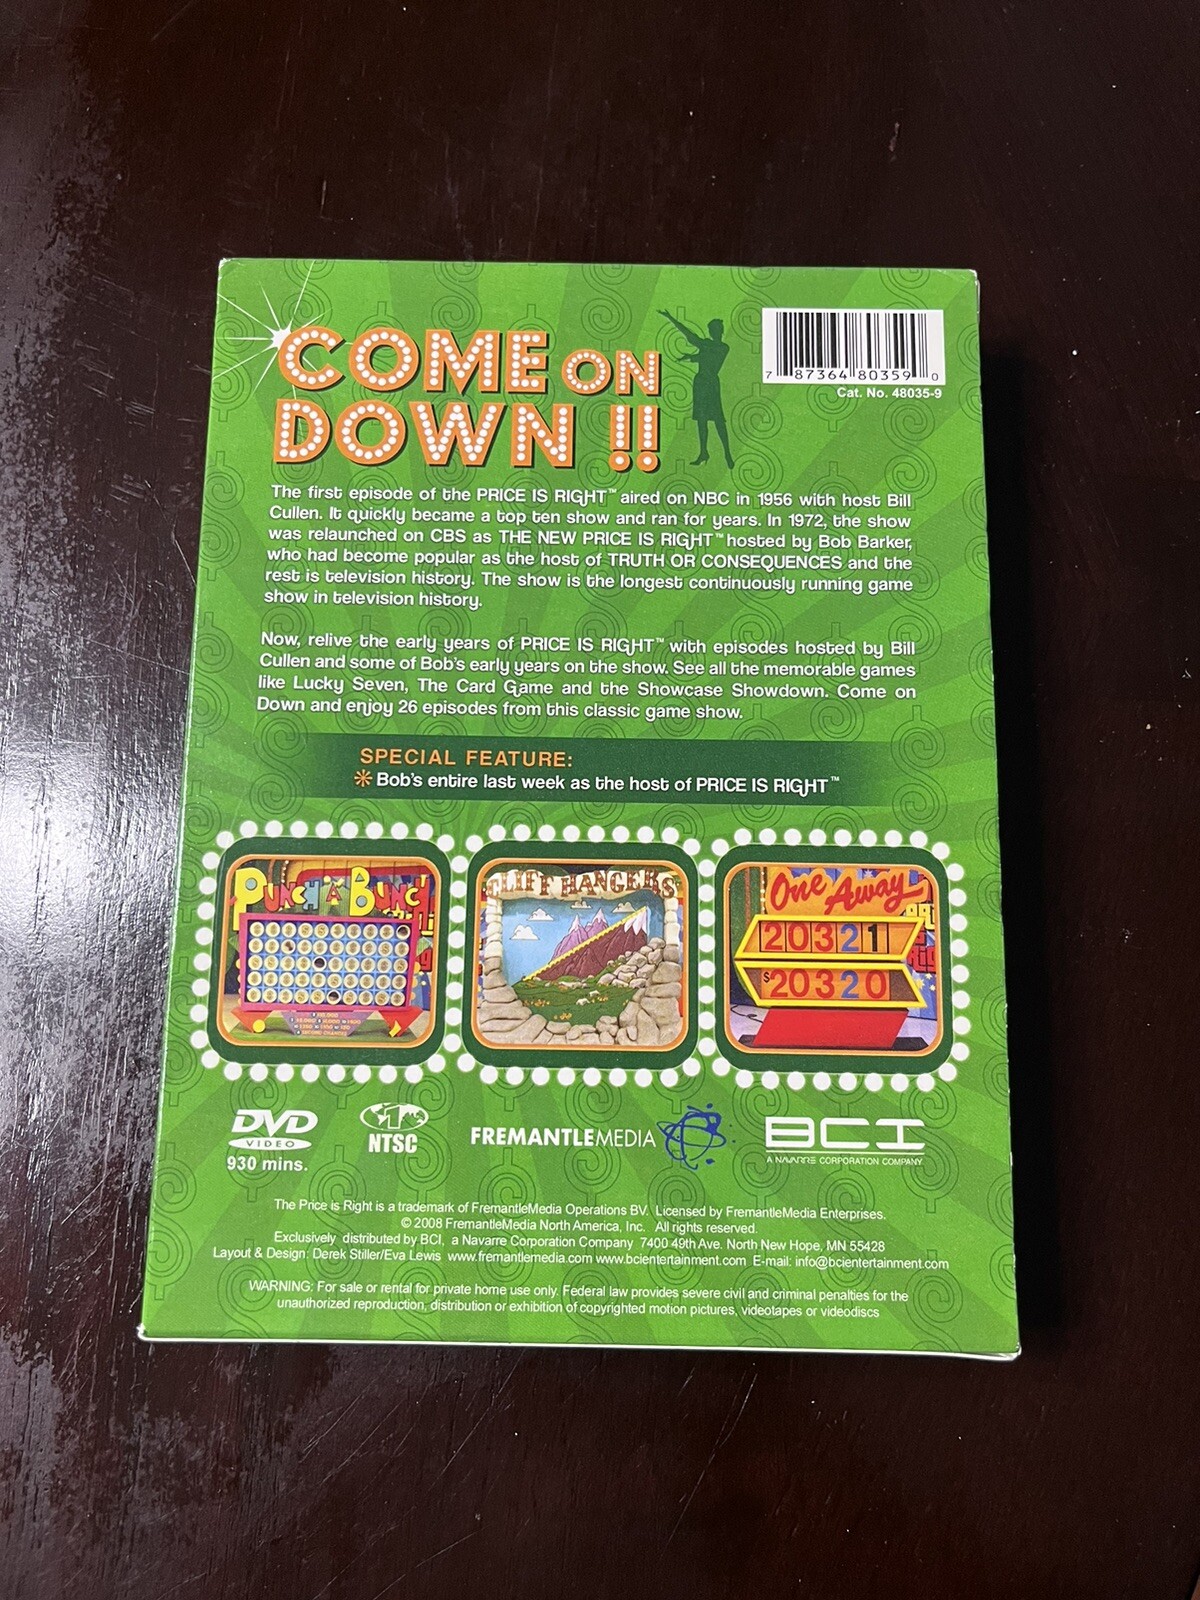 COME ON
DOWN !!
7 87364 80359 0
Cat. No. 48035-9
The first episode of the PRICE IS RIGHT™ aired on NBC in 1956 with host Bill
Cullen. It quickly became a top ten show and ran for years. In 1972, the show
was relaunched on CBS as THE NEW PRICE IS RIGHT™ hosted by Bob Barker,
who had become popular as the host of TRUTH OR CONSEQUENCES and the
rest is television history. The show is the longest continuously running game
show in television history.
Now, relive the early years of PRICE IS RIGHT™ with episodes hosted by Bill
Cullen and some of Bob's early years on the show. See all the memorable games
like Lucky Seven, The Card Game and the Showcase Showdown. Come on
Down and enjoy 26 episodes from this classic game show.
SPECIAL FEATURE:
Bob's entire last week as the host of PRICE IS RIGHT™
PUNCH A BUNCH
CLIFF HANGERS
One Away
20321
$20320
DVD
VIDEO
930 mins.
1
NTSC
FREMANTLEMEDIA
BCI
A NAVARRE CORPORATION COMPANY
The Price is Right is a trademark of FremantleMedia Operations BV. Licensed by FremantleMedia Enterprises.
© 2008 FremantleMedia North America, Inc. All rights reserved.
Exclusively distributed by BCI, a Navarre Corporation Company 7400 49th Ave. North New Hope, MN 55428
Layout & Design: Derek Stiller/Eva Lewis www.fremantlemedia.com www.bcientertainment.com E-mail: info@bcientertainment.com
WARNING: For sale or rental for private home use only. Federal law provides severe civil and criminal penalties for the
unauthorized reproduction, distribution or exhibition of copyrighted motion pictures, videotapes or videodiscs